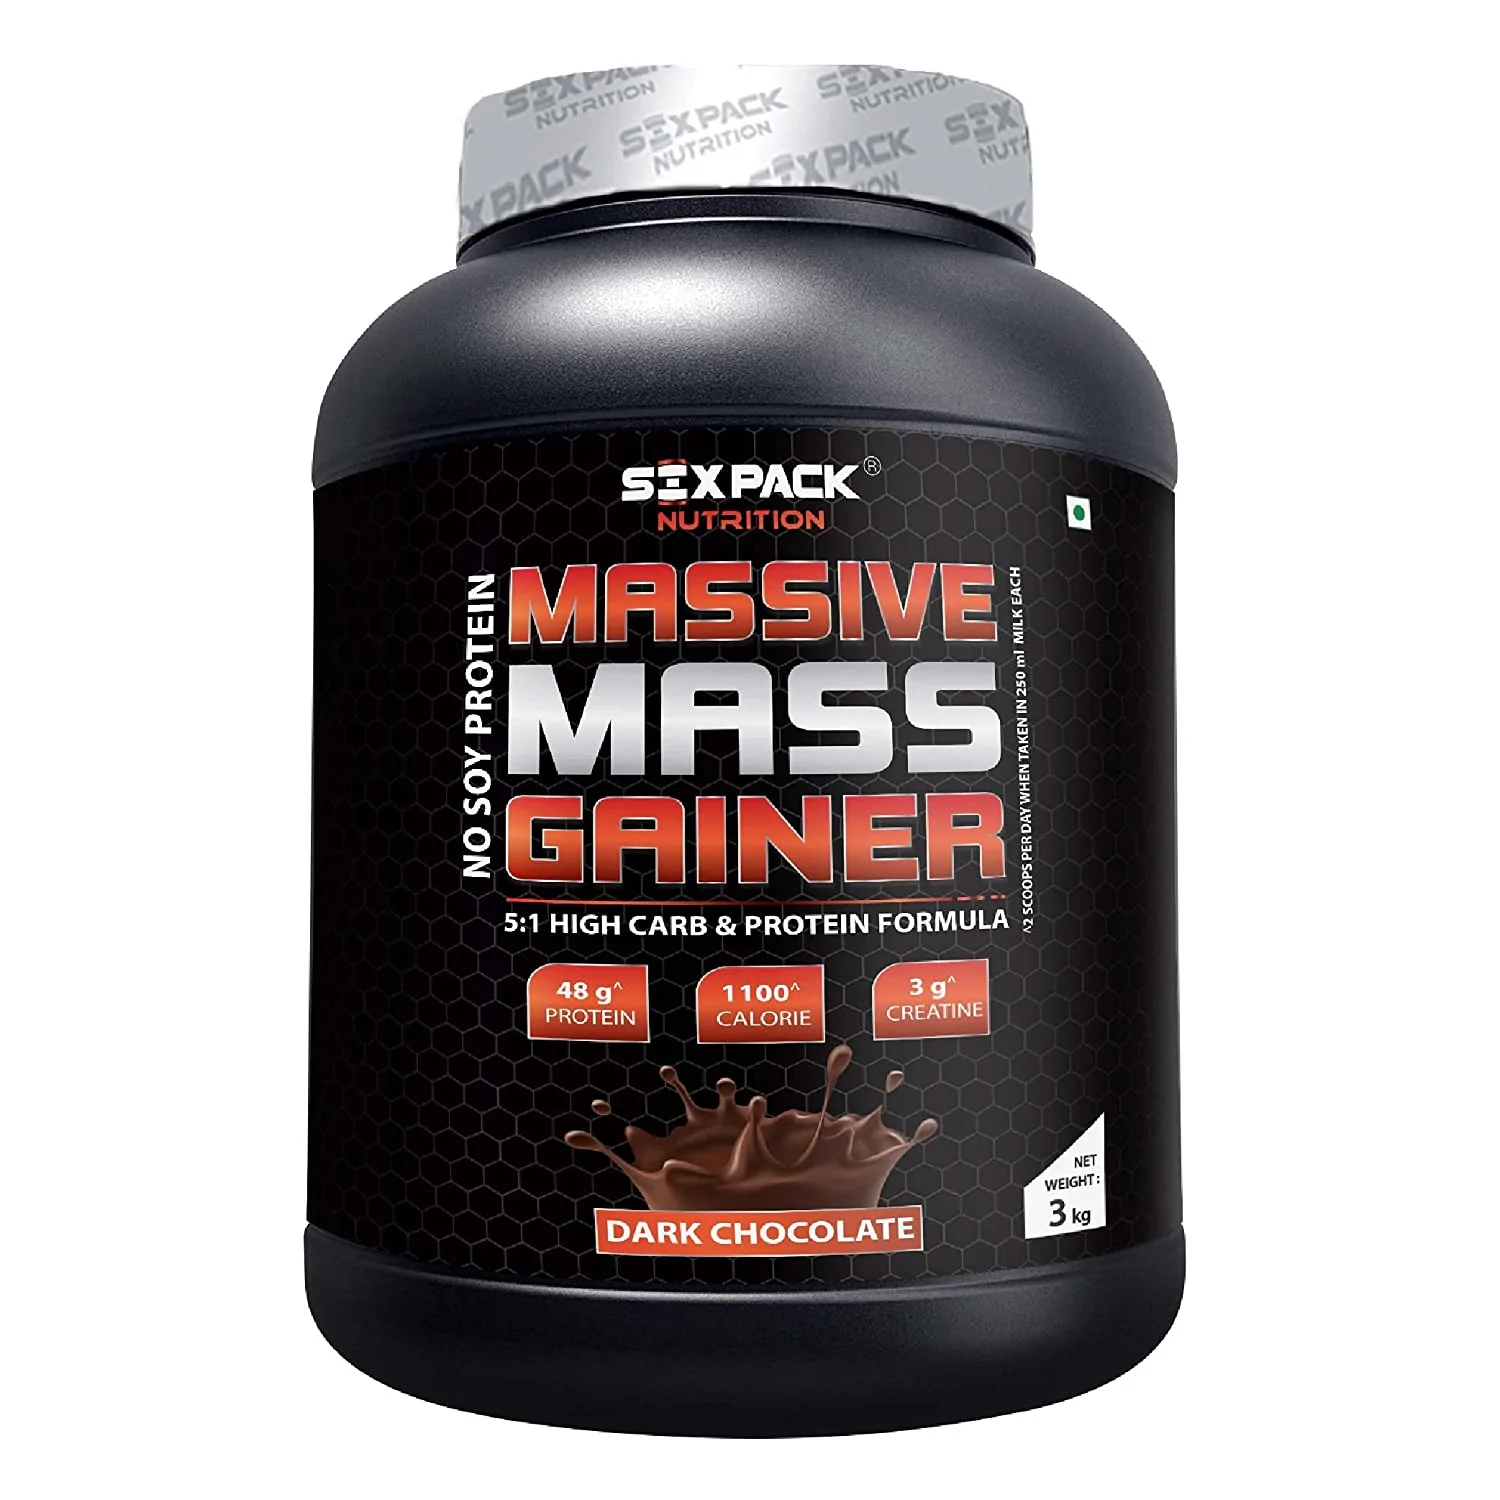 SIXPACK
NUTRITION
SIXPACK
NUTRITION
SIXPACK
NUTRITION
SIXPACK
XPACK
XPACK
SIXPACK®
NUTRITION
NO SOY PROTEIN
MASSIVE
MASS
GAINER
^2 SCOOPS PER DAY WHEN TAKEN IN 250 ml MILK EACH
5:1 HIGH CARB & PROTEIN FORMULA
48 g^
PROTEIN
1100^
CALORIE
3 g^
CREATINE
DARK CHOCOLATE
NET
WEIGHT:
3 kg